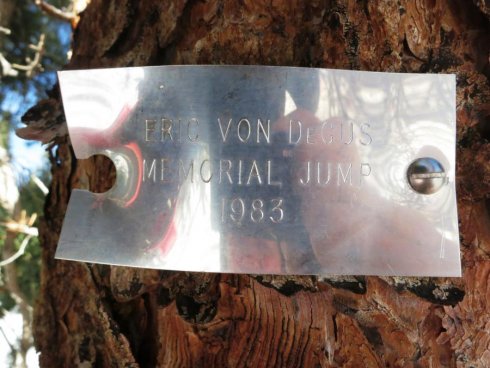 ERIC VON DeGUS
MEMORIAL JUMP
1983